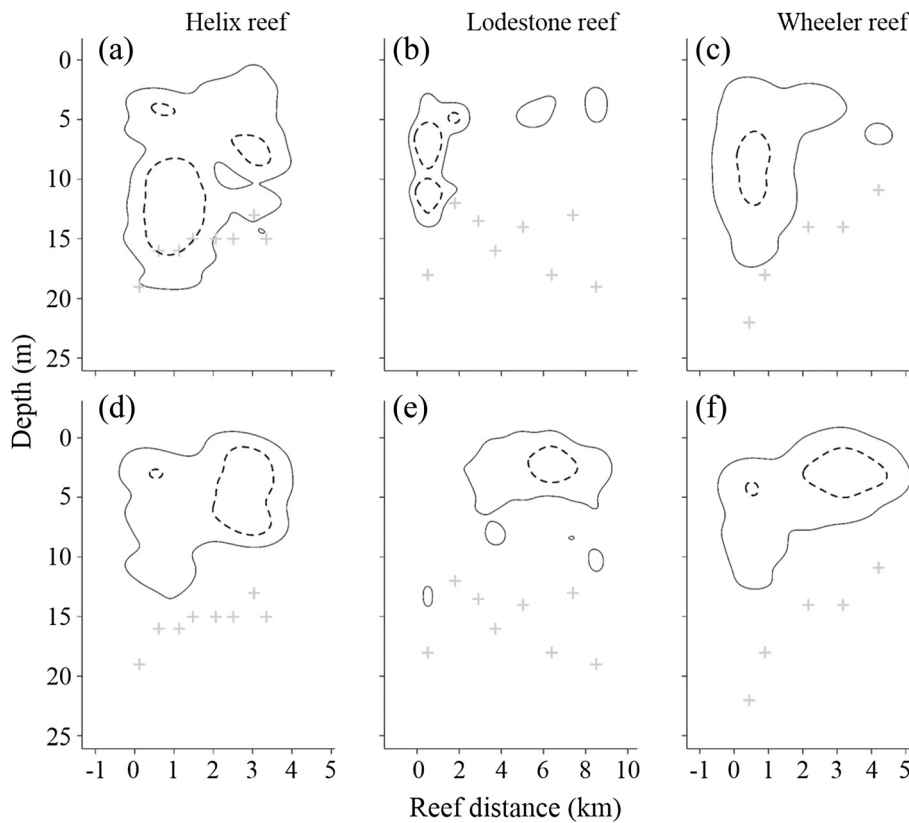 Helix reef Lodestone reef Wheeler reef
(a) (b) (c)
0
5
10
15
20
25
(d) (e) (f)
0
5
10
15
20
25
-1 0 1 2 3 4 5 0 2 4 6 8 10 -1 0 1 2 3 4 5
Depth (m)
Reef distance (km)